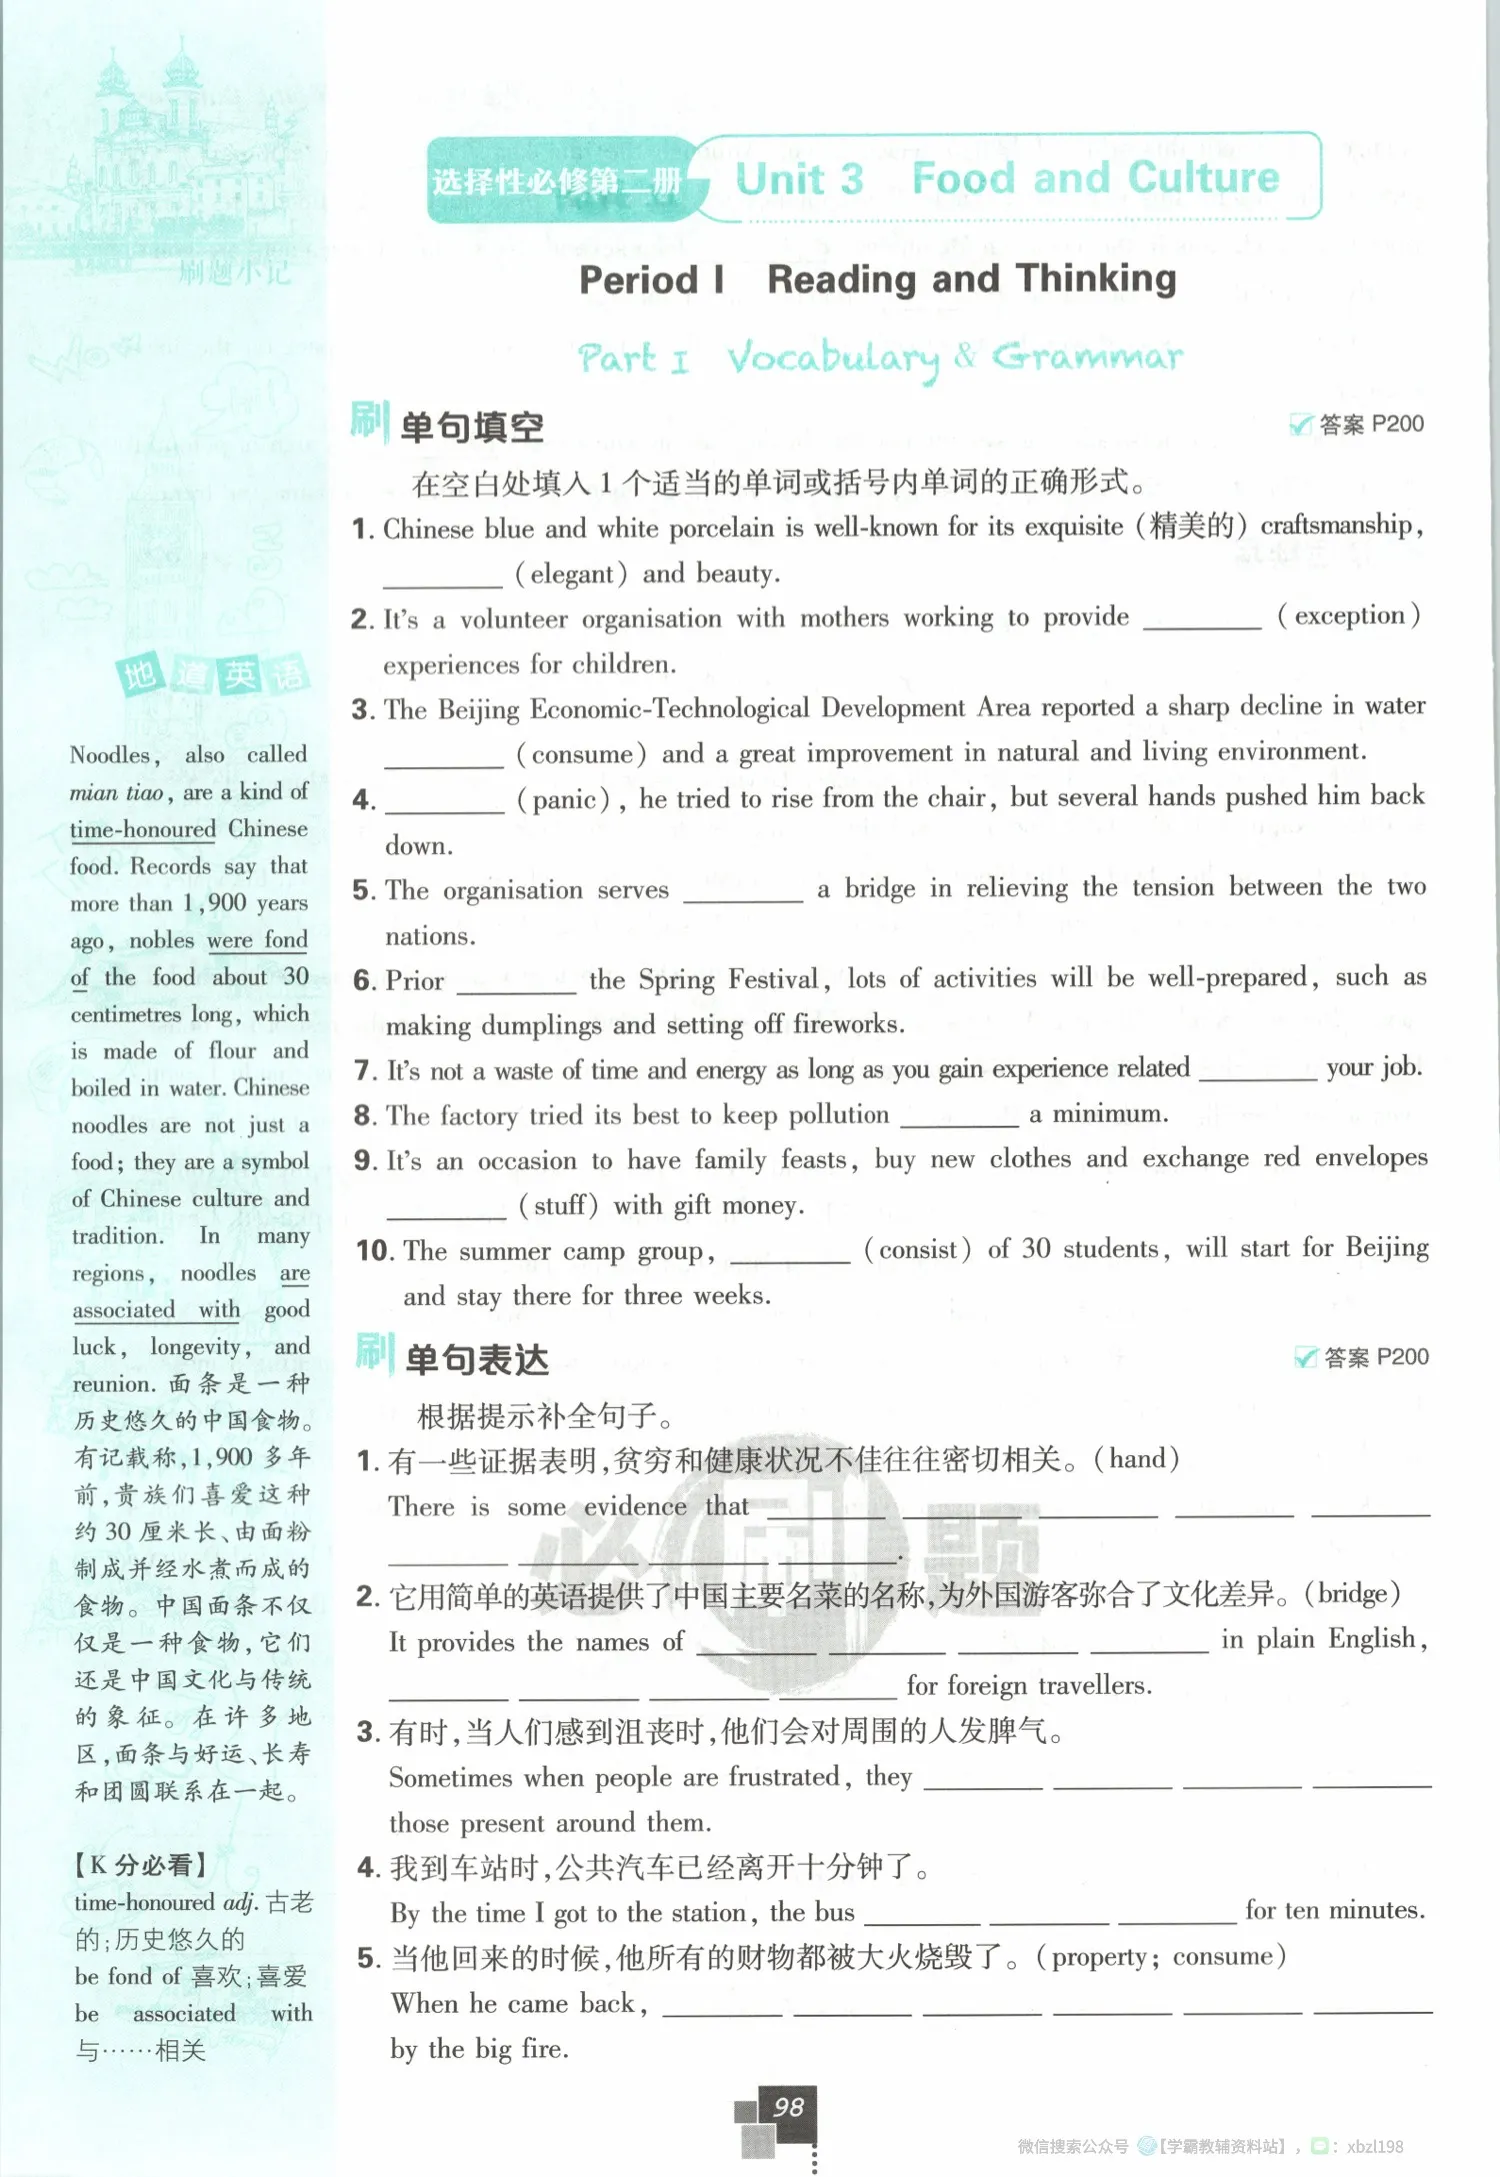 选择性必修第二册 Unit 3 Food and Culture
Period I Reading and Thinking
Part I Vocabulary & Grammar
刷 单句填空 答案 P200
在空白处填入 1 个适当的单词或括号内单词的正确形式。
1. Chinese blue and white porcelain is well-known for its exquisite (精美的) craftsmanship,
________ (elegant) and beauty.
2. It's a volunteer organisation with mothers working to provide ________ (exception)
experiences for children.
3. The Beijing Economic-Technological Development Area reported a sharp decline in water
________ (consume) and a great improvement in natural and living environment.
4. ________ (panic), he tried to rise from the chair, but several hands pushed him back
down.
5. The organisation serves ________ a bridge in relieving the tension between the two
nations.
6. Prior ________ the Spring Festival, lots of activities will be well-prepared, such as
making dumplings and setting off fireworks.
7. It's not a waste of time and energy as long as you gain experience related ________ your job.
8. The factory tried its best to keep pollution ________ a minimum.
9. It's an occasion to have family feasts, buy new clothes and exchange red envelopes
________ (stuff) with gift money.
10. The summer camp group, ________ (consist) of 30 students, will start for Beijing
and stay there for three weeks.
刷 单句表达 答案 P200
根据提示补全句子。
1. 有一些证据表明,贫穷和健康状况不佳往往密切相关。(hand)
There is some evidence that ________ ________ ________ ________ ________
________ ________ ________ ________.
2. 它用简单的英语提供了中国主要名菜的名称,为外国游客弥合了文化差异。(bridge)
It provides the names of ________ ________ ________ ________ in plain English,
________ ________ ________ ________ for foreign travellers.
3. 有时,当人们感到沮丧时,他们会对周围的人发脾气。
Sometimes when people are frustrated, they ________ ________ ________ ________
those present around them.
4. 我到车站时,公共汽车已经离开十分钟了。
By the time I got to the station, the bus ________ ________ ________ for ten minutes.
5. 当他回来的时候,他所有的财物都被大火烧毁了。(property; consume)
When he came back, ________ ________ ________ ________ ________ ________
by the big fire.
刷题小记
地道英语
Noodles, also called
mian tiao, are a kind of
time-honoured Chinese
food. Records say that
more than 1,900 years
ago, nobles were fond
of the food about 30
centimetres long, which
is made of flour and
boiled in water. Chinese
noodles are not just a
food; they are a symbol
of Chinese culture and
tradition. In many
regions, noodles are
associated with good
luck, longevity, and
reunion. 面条是一种
历史悠久的中国食物。
有记载称,1,900 多年
前,贵族们喜爱这种
约 30 厘米长、由面粉
制成并经水煮而成的
食物。中国面条不仅
仅是一种食物,它们
还是中国文化与传统
的象征。在许多地
区,面条与好运、长寿
和团圆联系在一起。
【K 分必看】
time-honoured adj. 古老
的;历史悠久的
be fond of 喜欢;喜爱
be associated with
与……相关
必刷题
98
微信搜索公众号 【学霸教辅资料站】, : xbzl198